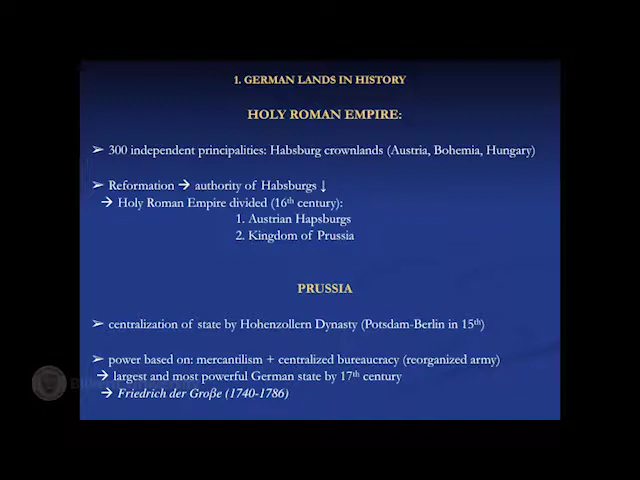 1. GERMAN LANDS IN HISTORY
HOLY ROMAN EMPIRE:
➢ 300 independent principalities: Habsburg crownlands (Austria, Bohemia, Hungary)
➢ Reformation → authority of Habsburgs ↓
→ Holy Roman Empire divided (16th century):
1. Austrian Hapsburgs
2. Kingdom of Prussia
PRUSSIA
➢ centralization of state by Hohenzollern Dynasty (Potsdam-Berlin in 15th)
➢ power based on: mercantilism + centralized bureaucracy (reorganized army)
→ largest and most powerful German state by 17th century
→ Friedrich der Große (1740-1786)